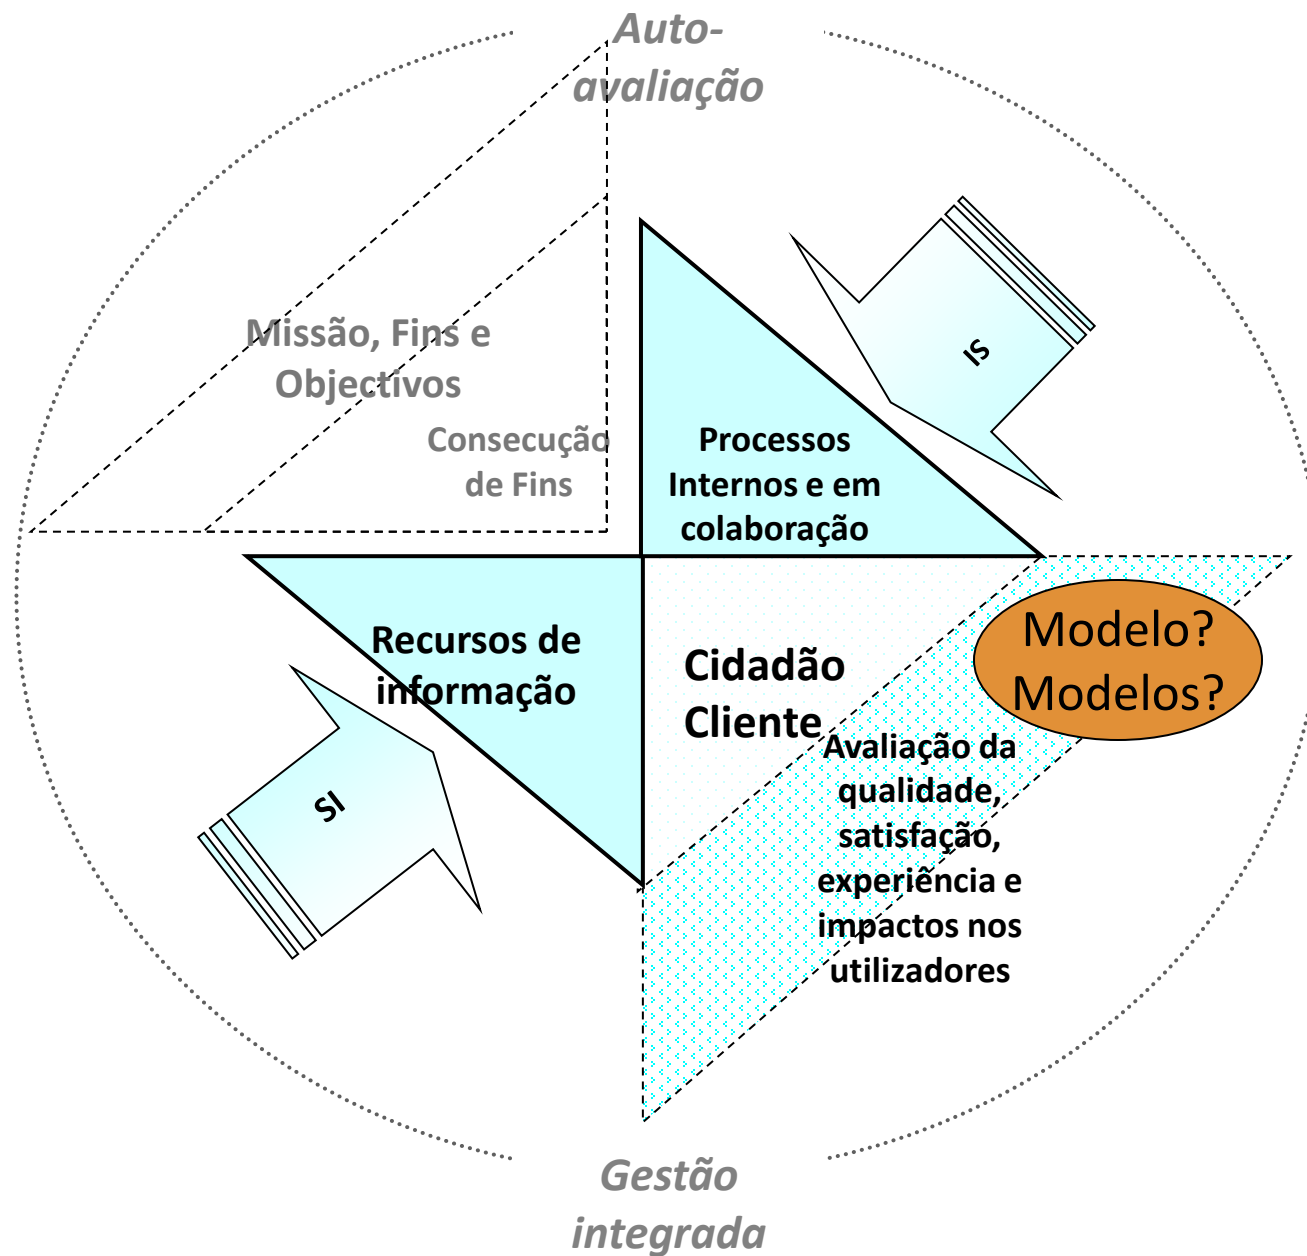 Auto-
avaliação
Missão, Fins e
Objectivos
Consecução
de Fins
Processos
Internos e em
colaboração
SI
Recursos de
informação
SI
Cidadão
Cliente
Modelo?
Modelos?
Avaliação da
qualidade,
satisfação,
experiência e
impactos nos
utilizadores
Gestão
integrada